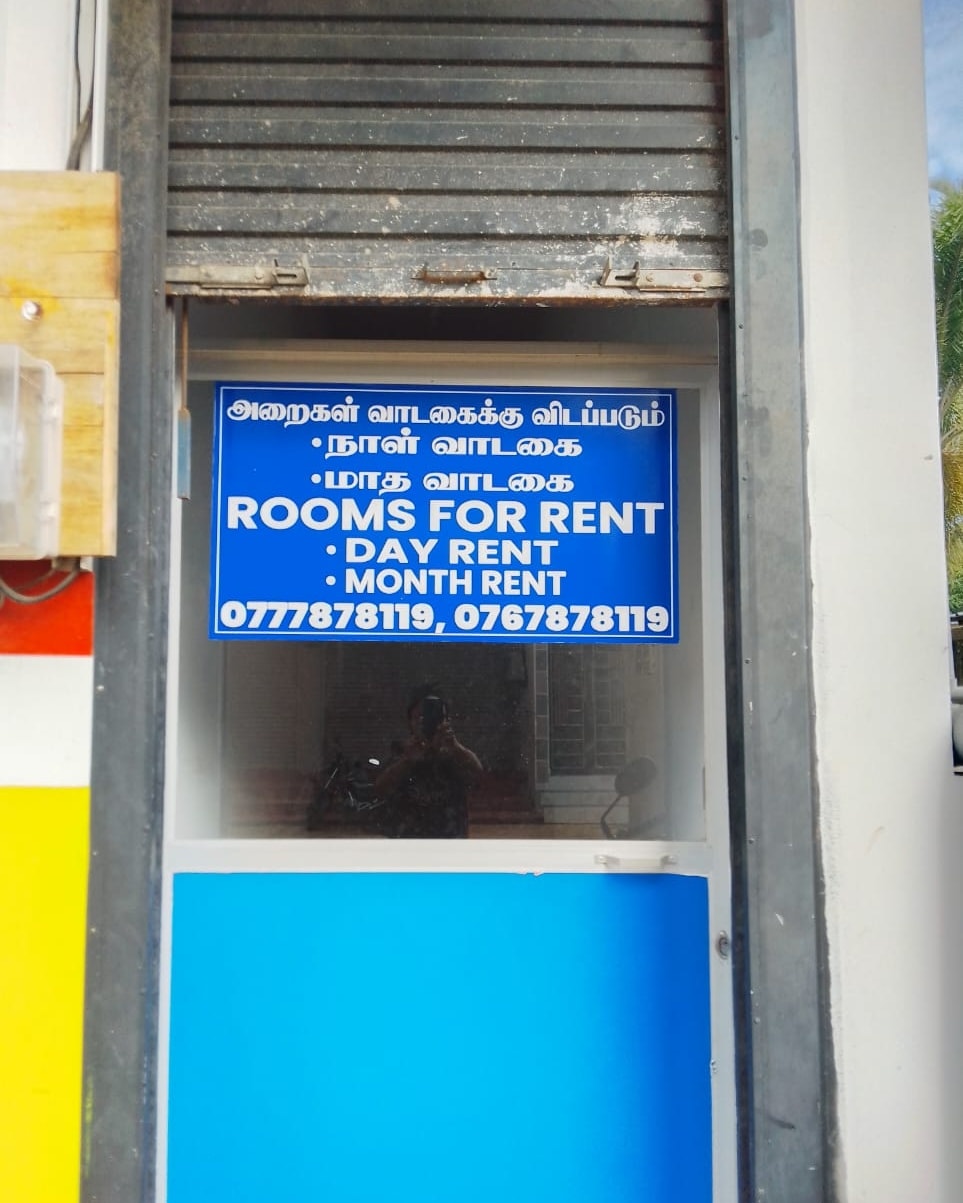 அறைகள் வாடகைக்கு விடப்படும்
•நாள் வாடகை
•மாத வாடகை
ROOMS FOR RENT
•DAY RENT
•MONTH RENT
0777878119, 0767878119